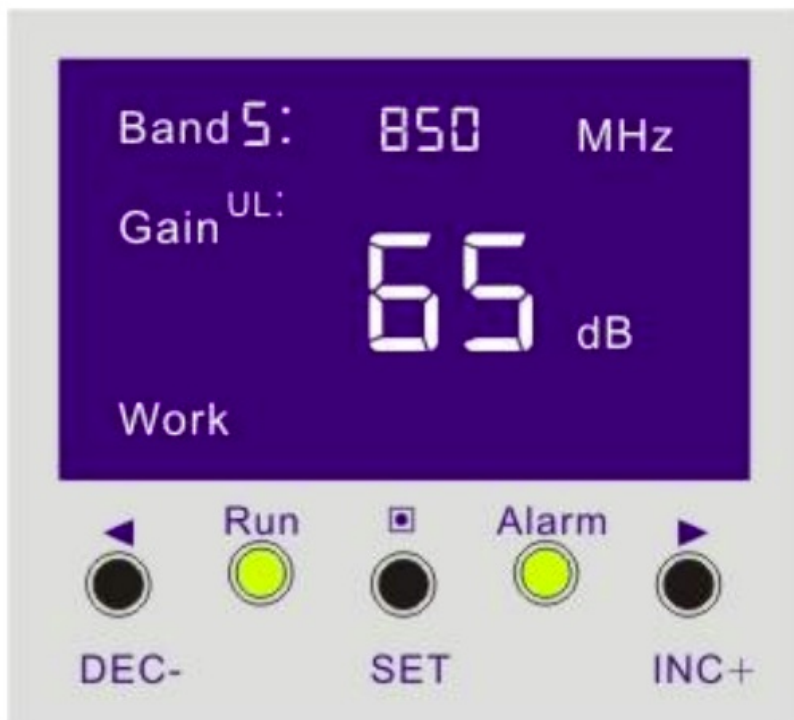 Band 5: 850 MHz
Gain UL:
65 dB
Work
Run Alarm
DEC- SET INC+